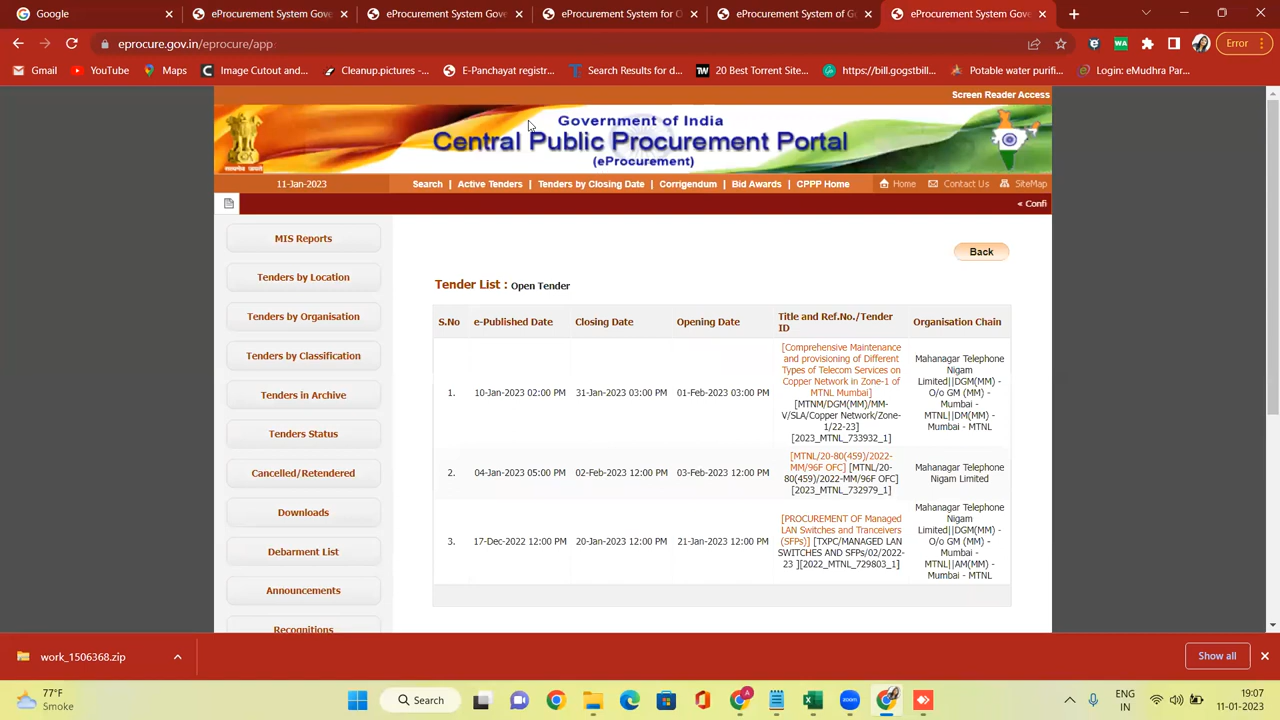 Google
eProcurement System Gove
eProcurement System Gove
eProcurement System for O
eProcurement System of Go
eProcurement System Gove
eprocure.gov.in/eprocure/app
Error
Gmail
YouTube
Maps
Image Cutout and...
Cleanup.pictures -...
E-Panchayat registr...
Search Results for d...
20 Best Torrent Site...
https://bill.gogstbill...
Potable water purifi...
Login: eMudhra Par...
Screen Reader Access
Government of India
Central Public Procurement Portal
(eProcurement)
11-Jan-2023
Search | Active Tenders | Tenders by Closing Date | Corrigendum | Bid Awards | CPPP Home
Home
Contact Us
SiteMap
« Confi
MIS Reports
Tenders by Location
Tenders by Organisation
Tenders by Classification
Tenders in Archive
Tenders Status
Cancelled/Retendered
Downloads
Debarment List
Announcements
Recognitions
Back
Tender List : Open Tender
S.No
e-Published Date
Closing Date
Opening Date
Title and Ref.No./Tender
ID
Organisation Chain
1.
10-Jan-2023 02:00 PM
31-Jan-2023 03:00 PM
01-Feb-2023 03:00 PM
[Comprehensive Maintenance
and provisioning of Different
Types of Telecom Services on
Copper Network in Zone-1 of
MTNL Mumbai]
[MTNM/DGM(MM)/MM-
V/SLA/Copper Network/Zone-
1/22-23]
[2023_MTNL_733932_1]
Mahanagar Telephone
Nigam
Limited||DGM(MM) -
O/o GM (MM) -
Mumbai -
MTNL||DM(MM) -
Mumbai - MTNL
2.
04-Jan-2023 05:00 PM
02-Feb-2023 12:00 PM
03-Feb-2023 12:00 PM
[MTNL/20-80(459)/2022-
MM/96F OFC] [MTNL/20-
80(459)/2022-MM/96F OFC]
[2023_MTNL_732979_1]
Mahanagar Telephone
Nigam Limited
3.
17-Dec-2022 12:00 PM
20-Jan-2023 12:00 PM
21-Jan-2023 12:00 PM
[PROCUREMENT OF Managed
LAN Switches and Tranceivers
(SFPs)] [TXPC/MANAGED LAN
SWITCHES AND SFPs/02/2022-
23 ][2022_MTNL_729803_1]
Mahanagar Telephone
Nigam
Limited||DGM(MM) -
O/o GM (MM) -
Mumbai -
MTNL||AM(MM) -
Mumbai - MTNL
work_1506368.zip
Show all
77°F
Smoke
Search
ENG
IN
19:07
11-01-2023